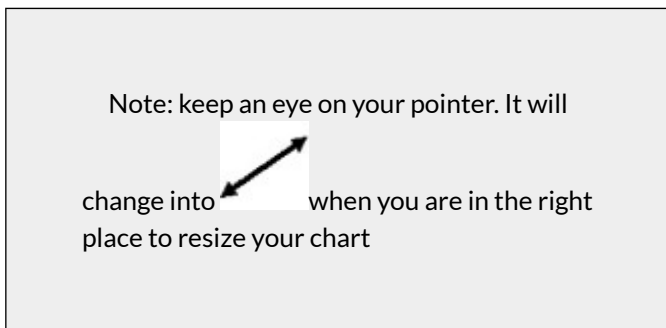 Note: keep an eye on your pointer. It will
change into when you are in the right
place to resize your chart